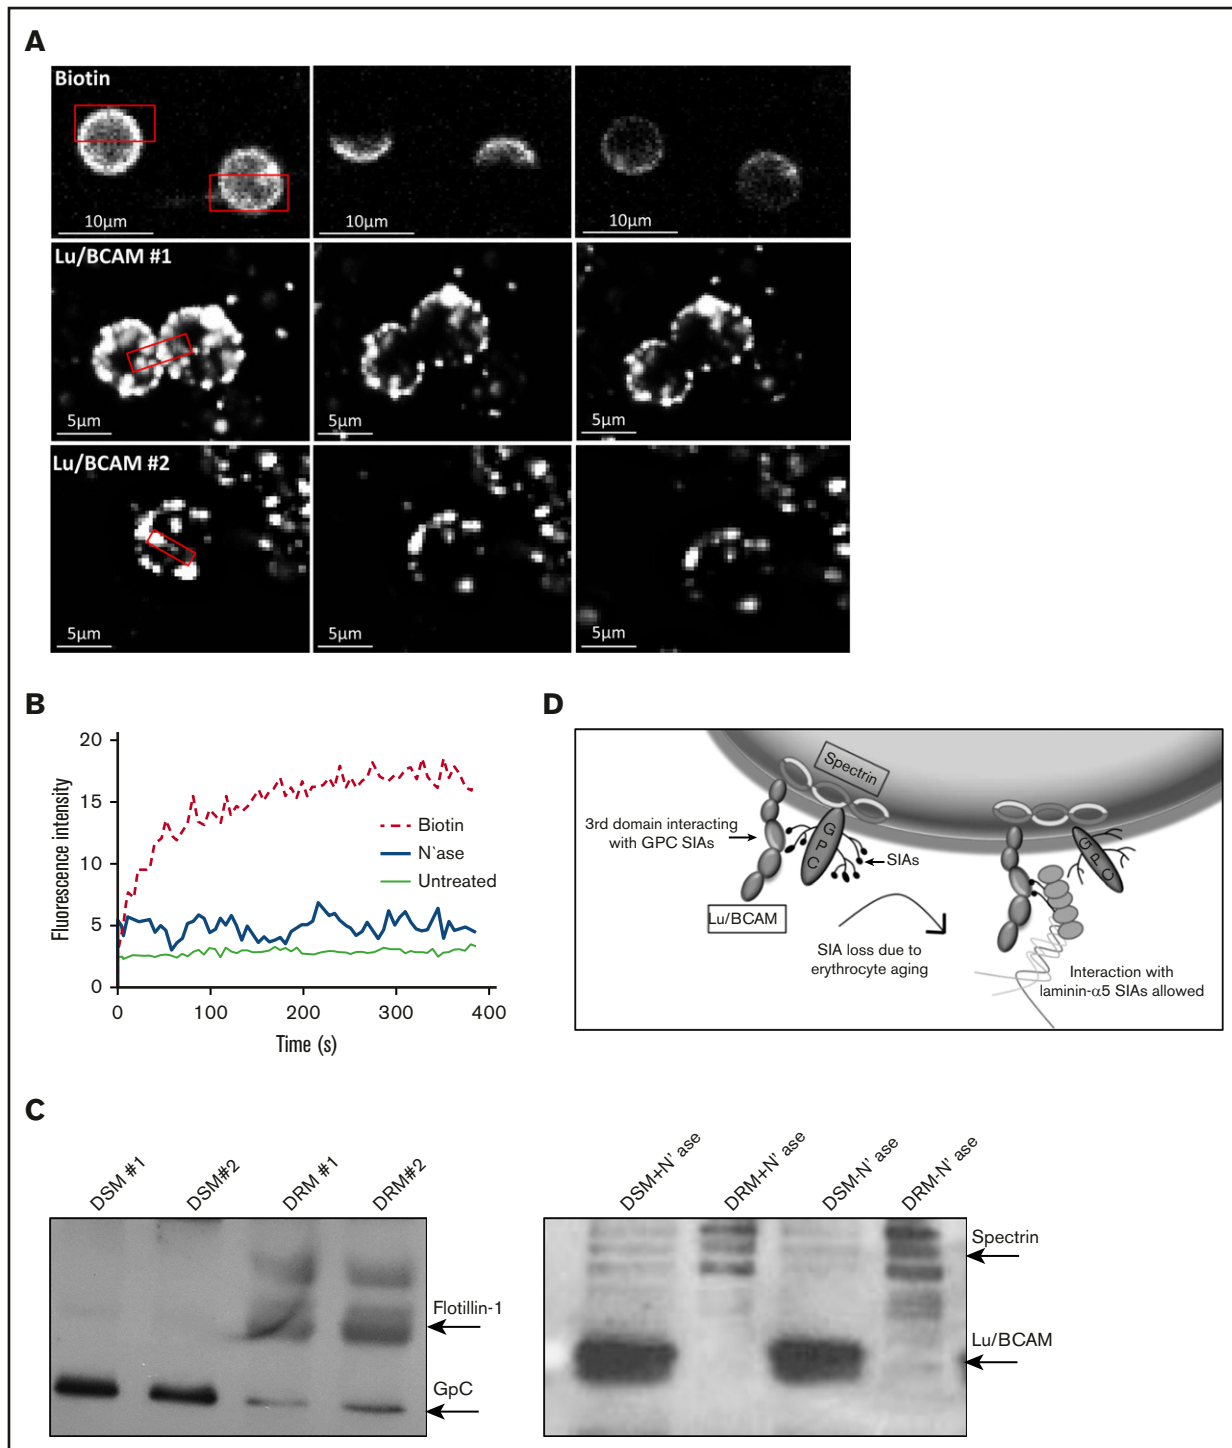 A
Biotin
10µm
10µm
10µm
Lu/BCAM #1
5µm
5µm
5µm
Lu/BCAM #2
5µm
5µm
5µm
B
Fluorescence intensity
20
15
10
5
0
Biotin
N`ase
Untreated
0
100
200
300
400
Time (s)
D
Spectrin
3rd domain interacting
with GPC SIAs
GPC
SIAs
Lu/BCAM
SIA loss due to
erythrocyte aging
GPC
Interaction with
laminin-α5 SIAs allowed
C
DSM #1
DSM#2
DRM #1
DRM#2
Flotillin-1
GpC
DSM+N' ase
DRM+N' ase
DSM-N' ase
DRM-N' ase
Spectrin
Lu/BCAM